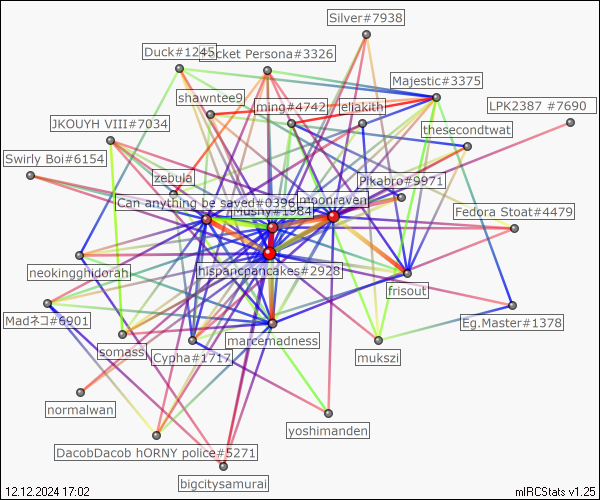 Silver#7938
Duck#1245
cket Persona#3326
Majestic#3375
shawntee9
ming#4742
eljakith
LPK2387 #7690
JKOUYH VIII#7034
thesecondtwat
Swirly Boi#6154
zebula
Pikabro#9971
Can anything be sayed#0396
moonraven
Mushy#1984
Fedora Stoat#4479
neokingghidorah
hispancpancakes#2928
frisout
Madネコ#6901
Eg.Master#1378
somass
Cypha#1717
marcemadness
mukszi
normalwan
yoshimanden
DacobDacob hORNY police#5271
bigcitysamurai
12.12.2024 17:02
mIRCStats v1.25